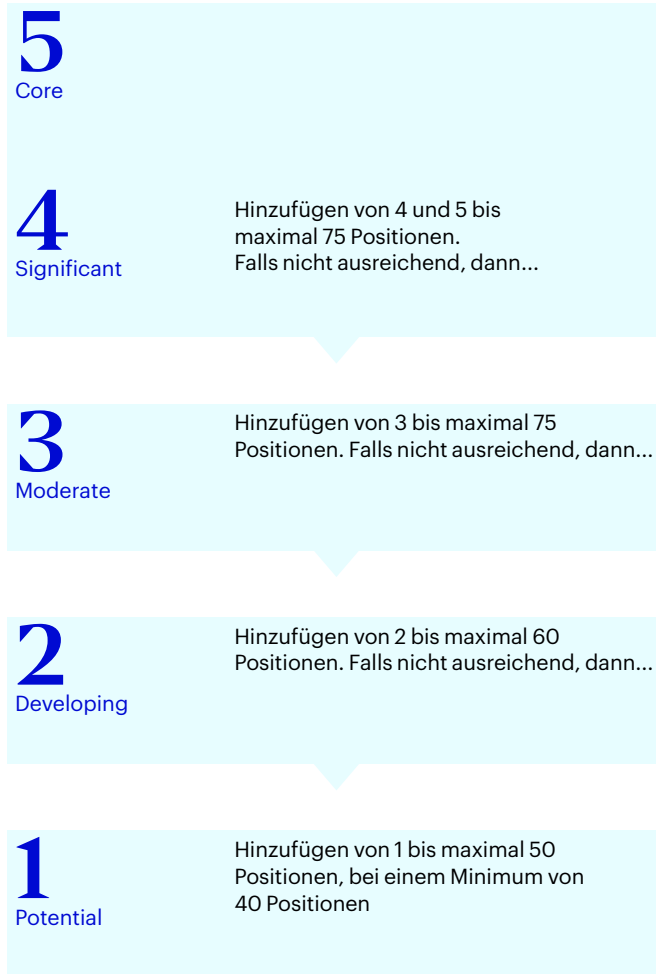 5
Core
4
Significant
Hinzufügen von 4 und 5 bis
maximal 75 Positionen.
Falls nicht ausreichend, dann...
3
Moderate
Hinzufügen von 3 bis maximal 75
Positionen. Falls nicht ausreichend, dann...
2
Developing
Hinzufügen von 2 bis maximal 60
Positionen. Falls nicht ausreichend, dann...
1
Potential
Hinzufügen von 1 bis maximal 50
Positionen, bei einem Minimum von
40 Positionen